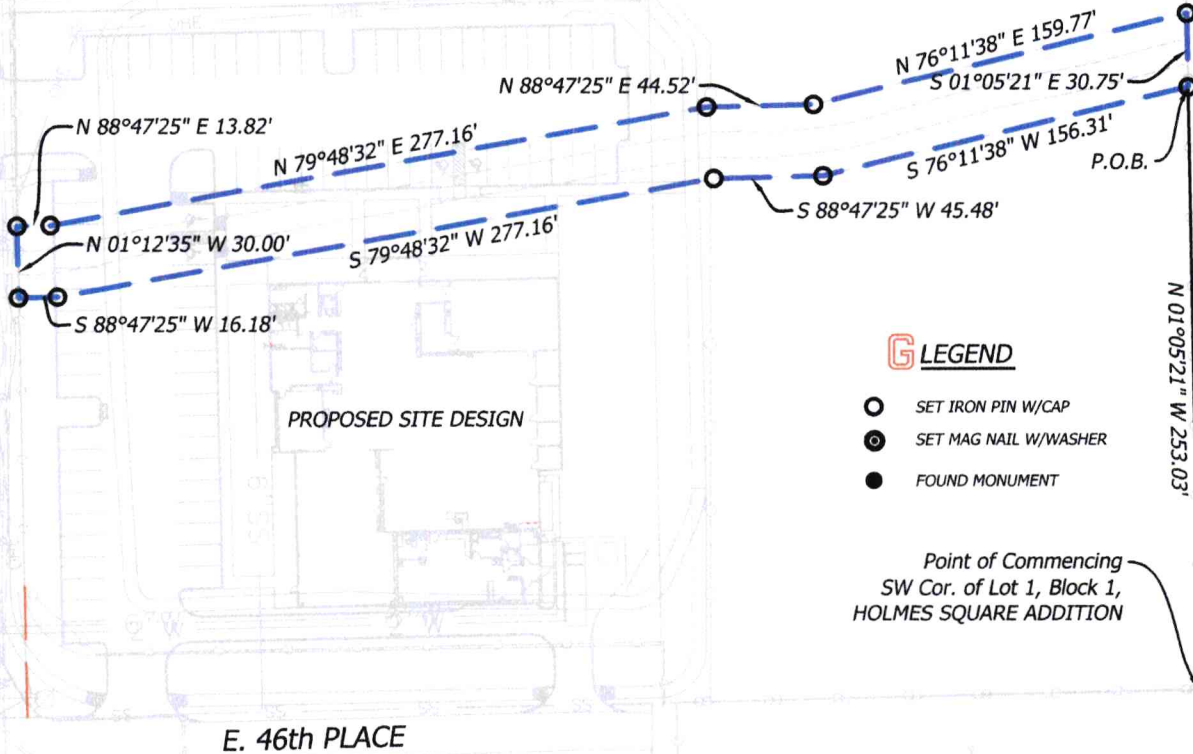 OHE
OHE
N 76°11'38" E 159.77'
N 88°47'25" E 44.52'
S 01°05'21" E 30.75'
N 88°47'25" E 13.82'
N 79°48'32" E 277.16'
S 76°11'38" W 156.31'
P.O.B.
S 88°47'25" W 45.48'
N 01°12'35" W 30.00'
S 79°48'32" W 277.16'
S 88°47'25" W 16.18'
N 01°05'21" W 253.03'
G LEGEND
SET IRON PIN W/CAP
SET MAG NAIL W/WASHER
FOUND MONUMENT
PROPOSED SITE DESIGN
Point of Commencing
SW Cor. of Lot 1, Block 1,
HOLMES SQUARE ADDITION
E. 46th PLACE